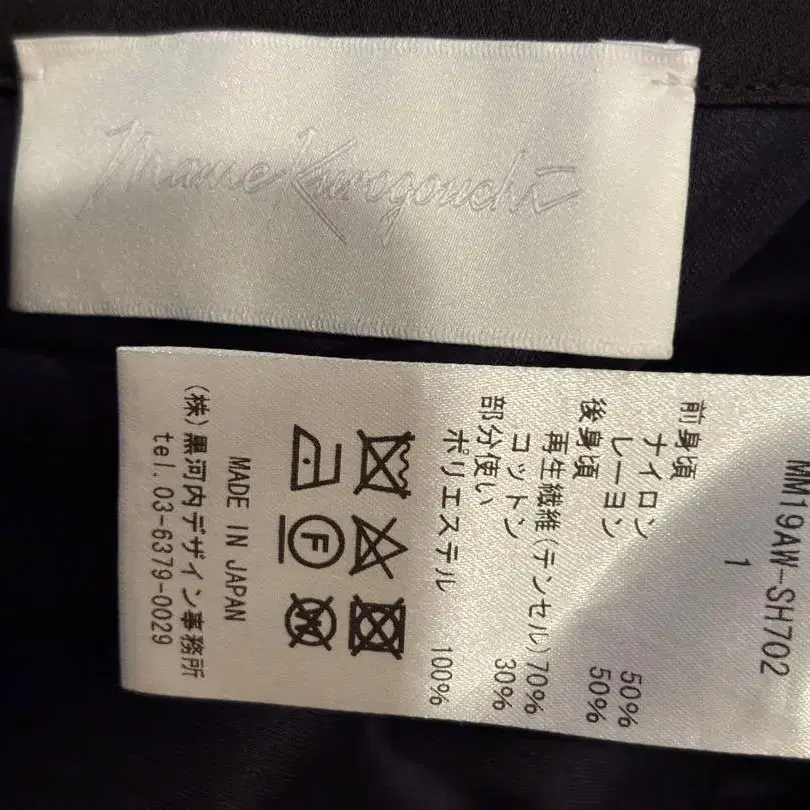 Mame Kurogouchi
MM19AW-SH702
1
前身頃
ナイロン 50%
レーヨン 50%
後身頃
再生繊維(テンセル)70%
コットン 30%
部分使い
ポリエステル 100%
F
W
MADE IN JAPAN
(株)黒河内デザイン事務所
tel.03-6379-0029